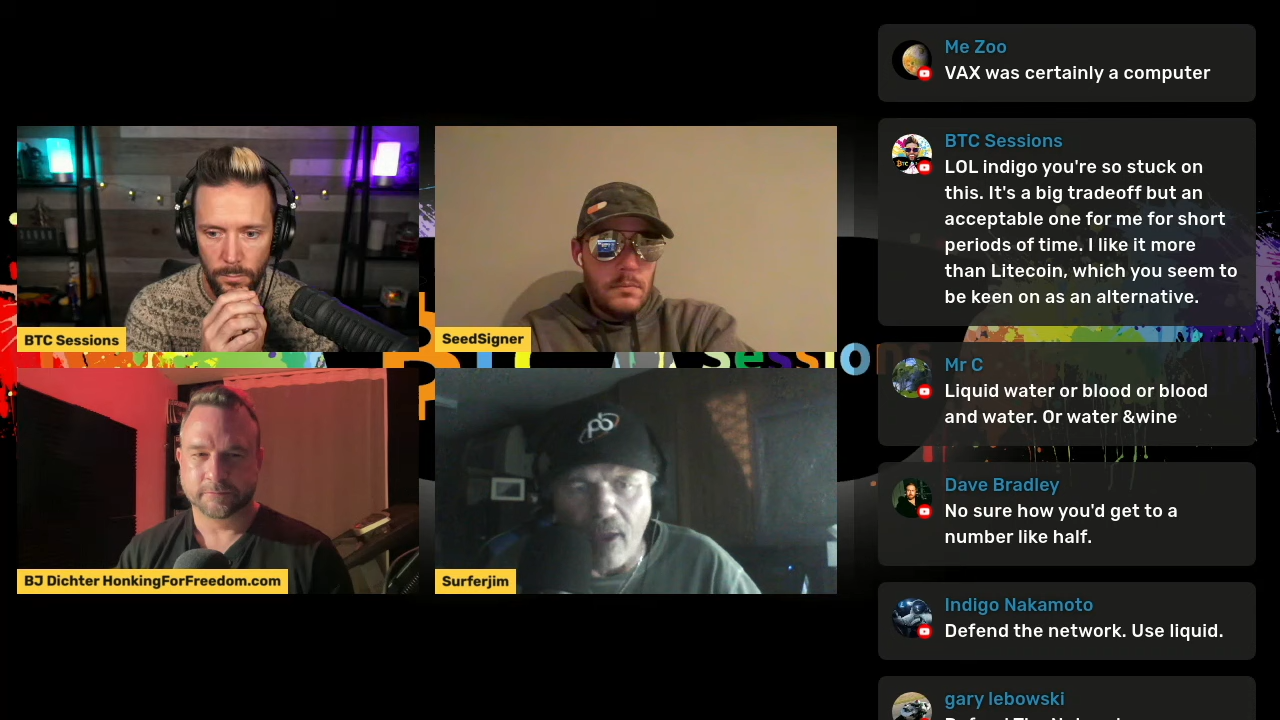 BTC Sessions
SeedSigner
BJ Dichter HonkingForFreedom.com
Surferjim
pb
Sessions
Me Zoo
VAX was certainly a computer
BTC Sessions
LOL indigo you're so stuck on
this. It's a big tradeoff but an
acceptable one for me for short
periods of time. I like it more
than Litecoin, which you seem to
be keen on as an alternative.
Mr C
Liquid water or blood or blood
and water. Or water &wine
Dave Bradley
No sure how you'd get to a
number like half.
Indigo Nakamoto
Defend the network. Use liquid.
gary lebowski